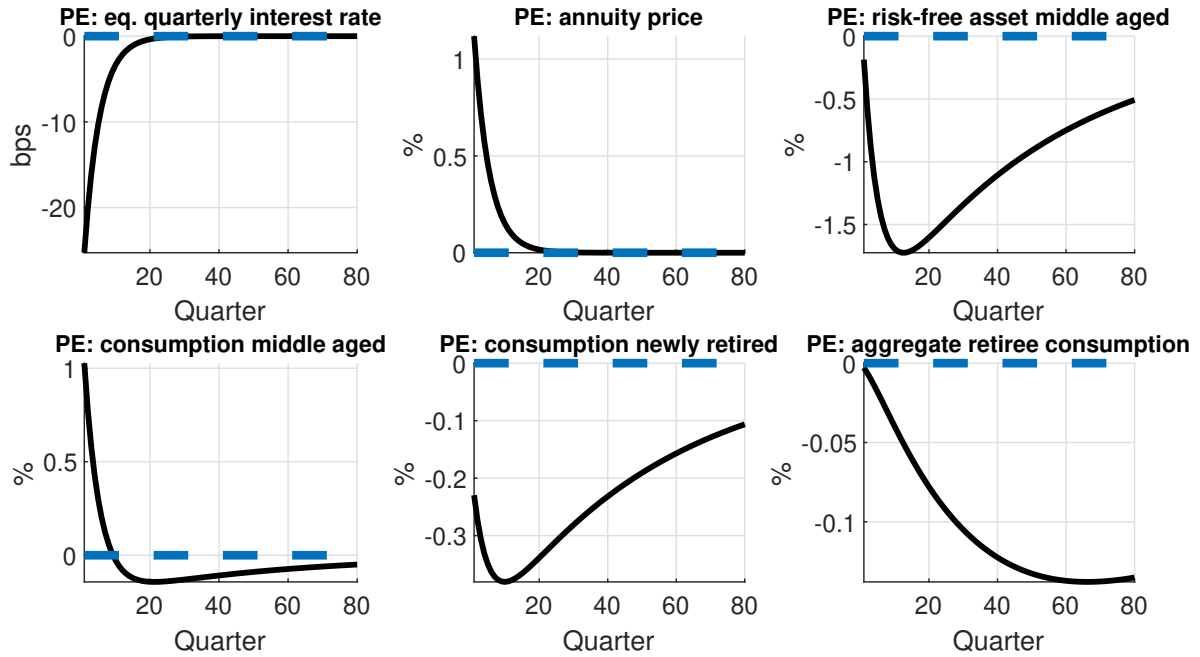 PE: eq. quarterly interest rate
0
-10
-20
bps
20 40 60 80
Quarter
PE: annuity price
1
0.5
0
%
20 40 60 80
Quarter
PE: risk-free asset middle aged
0
-0.5
-1
-1.5
%
20 40 60 80
Quarter
PE: consumption middle aged
1
0.5
0
%
20 40 60 80
Quarter
PE: consumption newly retired
0
-0.1
-0.2
-0.3
%
20 40 60 80
Quarter
PE: aggregate retiree consumption
0
-0.05
-0.1
%
20 40 60 80
Quarter